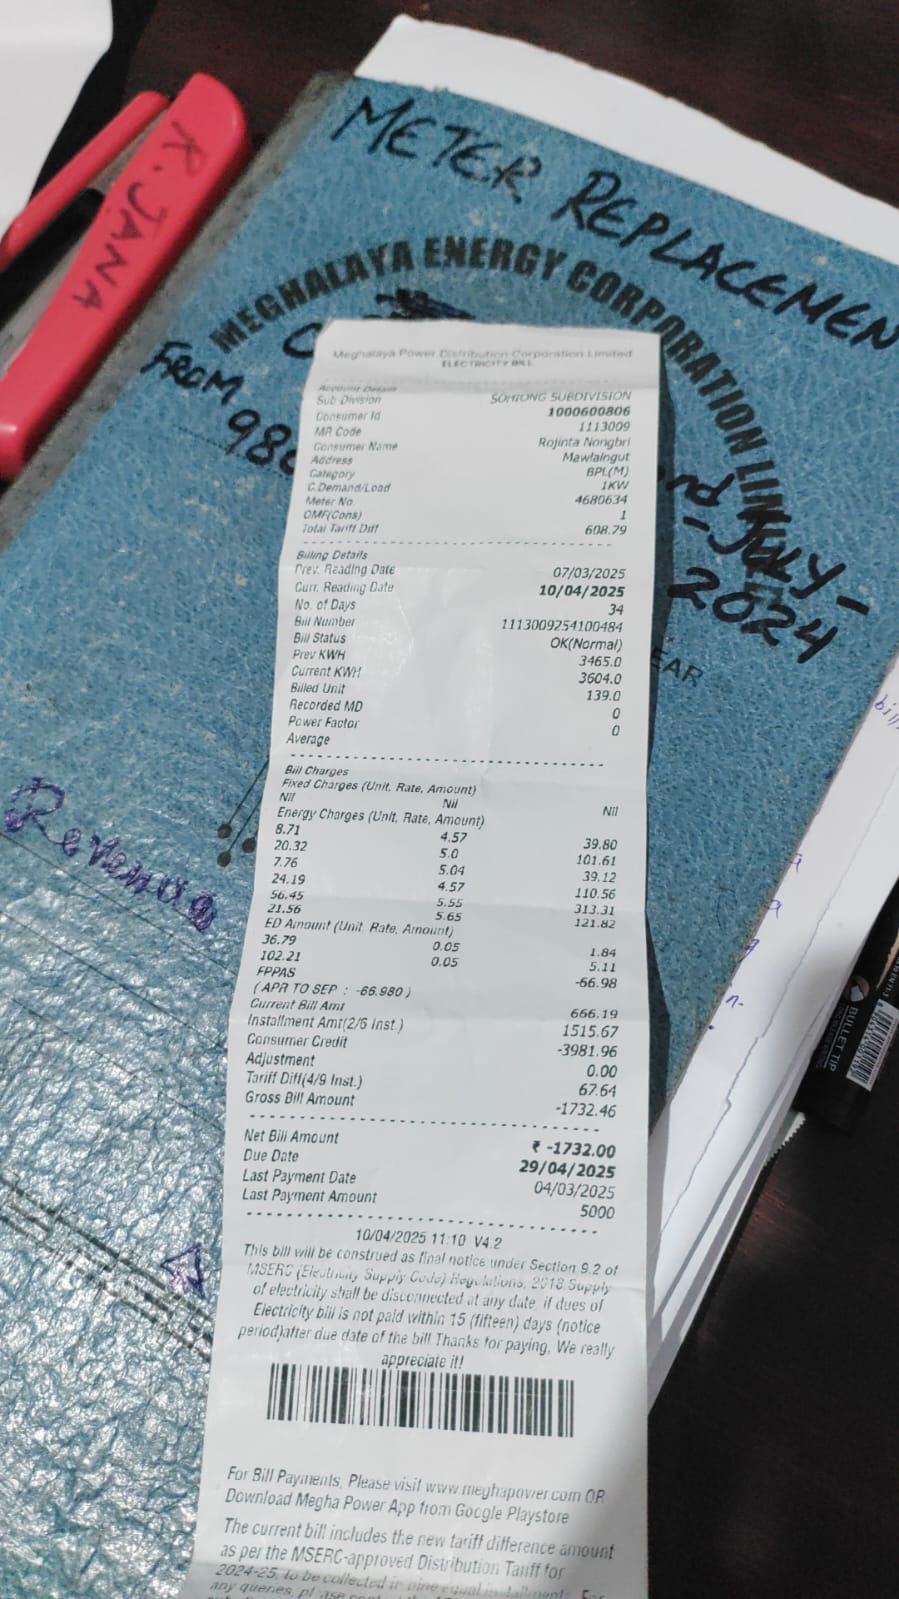 R. JANA
METER REPLACEMEN
MEGHALAYA ENERGY CORPORATION LIM
FROM
980
rd
July-
2024
EAR
Revenue
Meghalaya Power Distribution Corporation Limited
ELECTRICITY BILL
Account Details
Sub Division SOHIONG SUBDIVISION
Consumer Id 1000600806
MR Code 1113009
Consumer Name Rojinta Nongbri
Address Mawlaingut
Category BPL(M)
C.Demand/Load 1KW
Meter No. 4680634
OMF(Cons) 1
Total Tariff Diff 608.79
Billing Details
Prev. Reading Date 07/03/2025
Curr. Reading Date 10/04/2025
No. of Days 34
Bill Number 1113009254100484
Bill Status OK(Normal)
Prev KWH 3465.0
Current KWH 3604.0
Billed Unit 139.0
Recorded MD 0
Power Factor 0
Average
Bill Charges
Fixed Charges (Unit, Rate, Amount)
Nil Nil Nil
Energy Charges (Unit, Rate, Amount)
8.71 4.57 39.80
20.32 5.0 101.61
7.76 5.04 39.12
24.19 4.57 110.56
56.45 5.55 313.31
21.56 5.65 121.82
ED Amount (Unit, Rate, Amount)
36.79 0.05 1.84
102.21 0.05 5.11
FPPAS -66.98
( APR TO SEP : -66.980 )
Current Bill Amt 666.19
Installment Amt(2/6 Inst.) 1515.67
Consumer Credit -3981.96
Adjustment 0.00
Tariff Diff(4/9 Inst.) 67.64
Gross Bill Amount -1732.46
Net Bill Amount ₹ -1732.00
Due Date 29/04/2025
Last Payment Date 04/03/2025
Last Payment Amount 5000
10/04/2025 11:10 V4.2
This bill will be construed as final notice under Section 9.2 of
MSERC (Electricity Supply Code) Regulations, 2018.Supply
of electricity shall be disconnected at any date, if dues of
Electricity bill is not paid within 15 (fifteen) days (notice
period)after due date of the bill Thanks for paying, We really
appreciate it!
For Bill Payments, Please visit www.meghapower.com OR
Download Megha Power App from Google Playstore
The current bill includes the new tariff difference amount
as per the MSERC-approved Distribution Tariff for
2024-25, to be collected in nine equal installments. For
any queries,
BULLET TIP